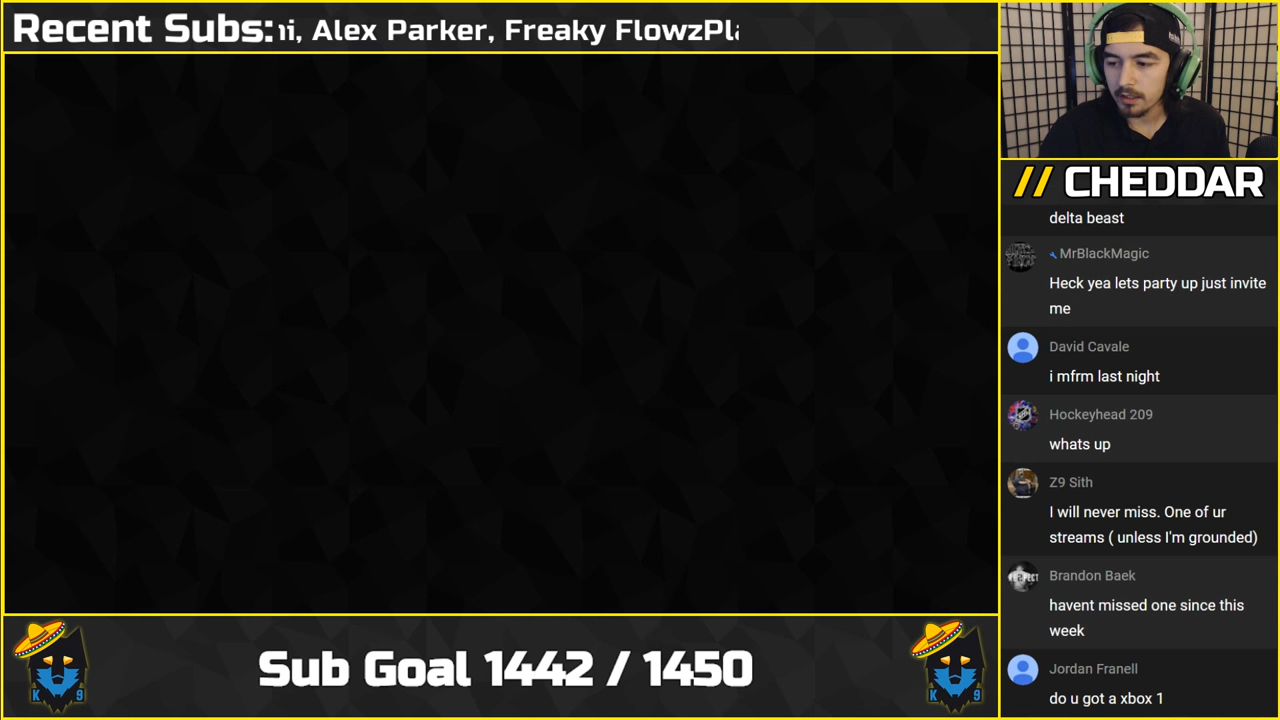 Recent Subs:
Alex Parker, Freaky
// CHEDDAR
delta beast
MrBlackMagic
Heck yea lets party up just invite
me
David Cavale
i mfrm last night
Hockeyhead 209
whats up
Z9 Sith
I will never miss. One of ur
streams ( unless I'm grounded)
Brandon Baek
havent missed one since this
week
Jordan Franell
do u got a xbox 1
K 9
Sub Goal 1442 / 1450
K 9